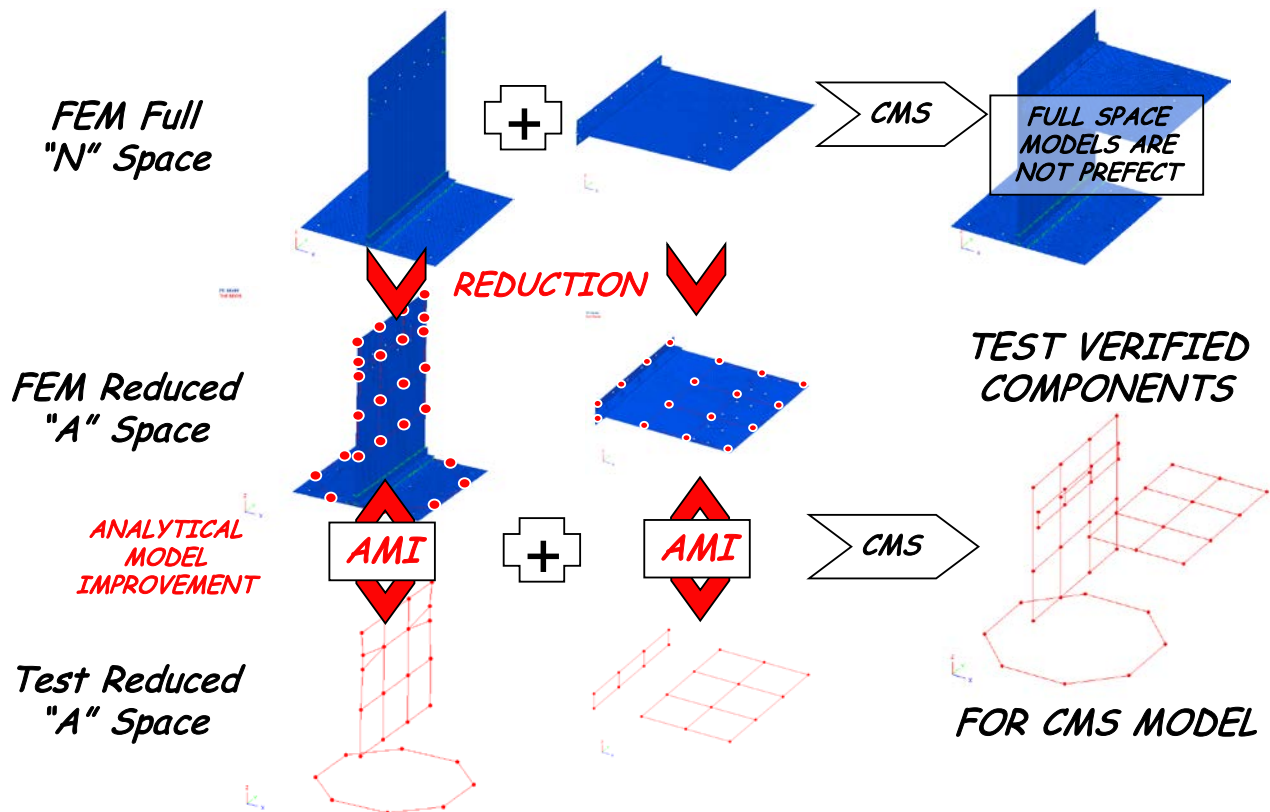 FEM Full
"N" Space
+
CMS
FULL SPACE
MODELS ARE
NOT PREFECT
REDUCTION
FEM Reduced
"A" Space
TEST VERIFIED
COMPONENTS
ANALYTICAL
MODEL
IMPROVEMENT
AMI
+
AMI
CMS
Test Reduced
"A" Space
FOR CMS MODEL